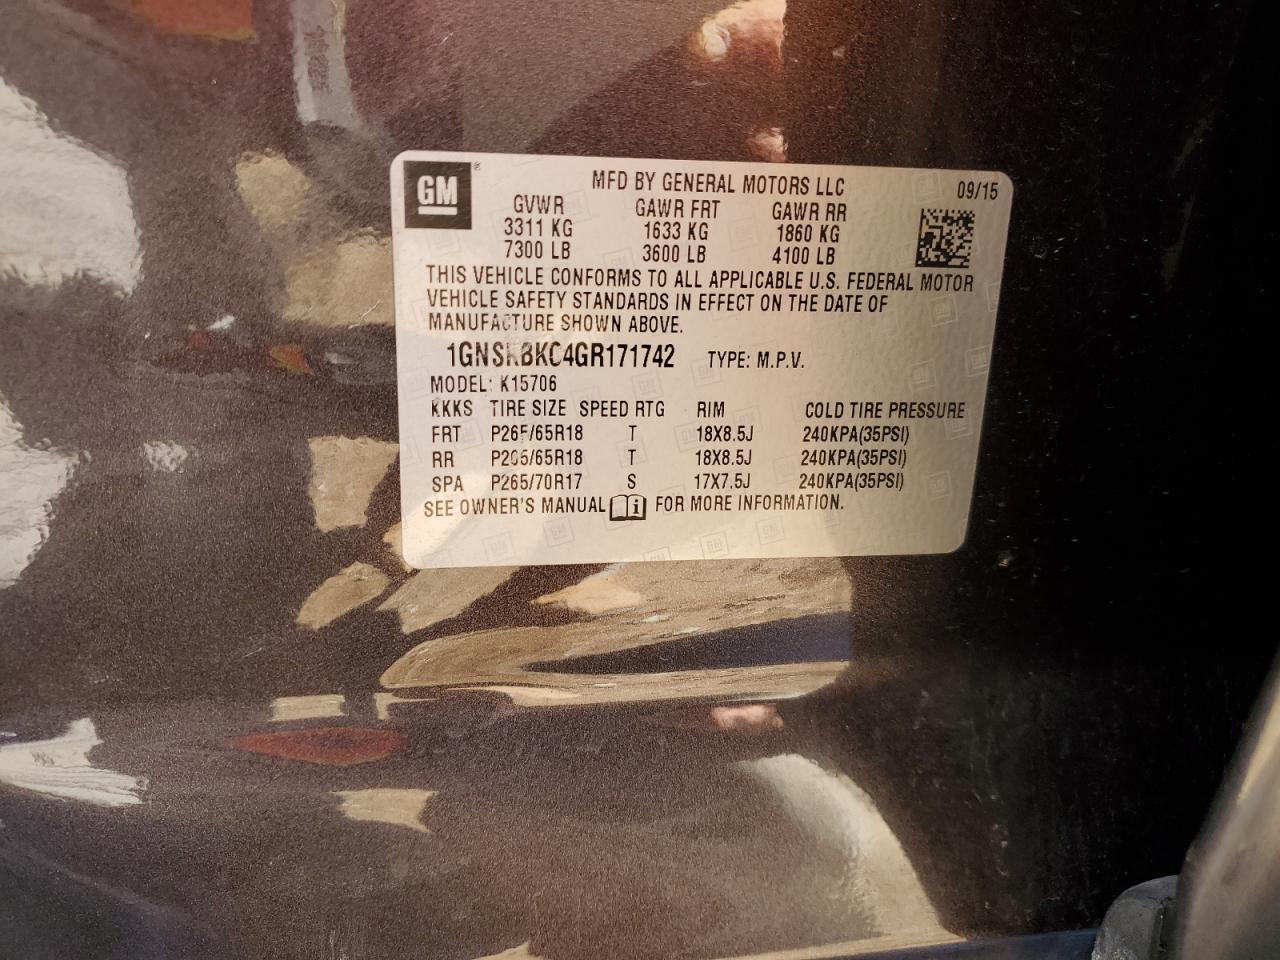 GM
MFD BY GENERAL MOTORS LLC 09/15
GVWR GAWR FRT GAWR RR
3311 KG 1633 KG 1860 KG
7300 LB 3600 LB 4100 LB
THIS VEHICLE CONFORMS TO ALL APPLICABLE U.S. FEDERAL MOTOR
VEHICLE SAFETY STANDARDS IN EFFECT ON THE DATE OF
MANUFACTURE SHOWN ABOVE.
1GNSKBKC4GR171742 TYPE: M.P.V.
MODEL: K15706
KKKS TIRE SIZE SPEED RTG RIM COLD TIRE PRESSURE
FRT P265/65R18 T 18X8.5J 240KPA(35PSI)
RR P265/65R18 T 18X8.5J 240KPA(35PSI)
SPA P265/70R17 S 17X7.5J 240KPA(35PSI)
SEE OWNER'S MANUAL FOR MORE INFORMATION.